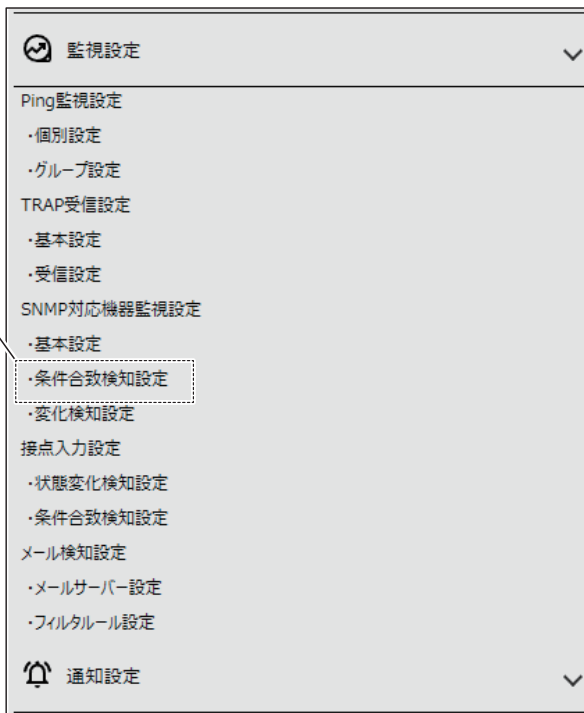 監視設定
Ping監視設定
・個別設定
・グループ設定
TRAP受信設定
・基本設定
・受信設定
SNMP対応機器監視設定
・基本設定
・条件合致検知設定
・変化検知設定
接点入力設定
・状態変化検知設定
・条件合致検知設定
メール検知設定
・メールサーバー設定
・フィルタルール設定
通知設定